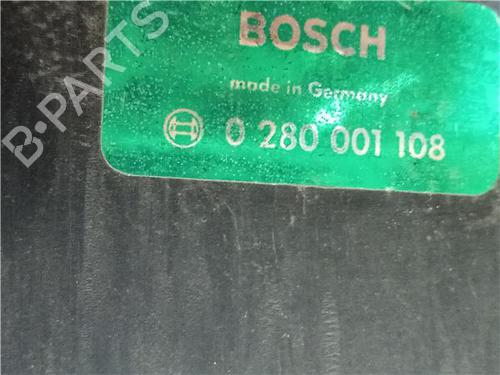 BOSCH
made in Germany
0 280 001 108
B-PARTS